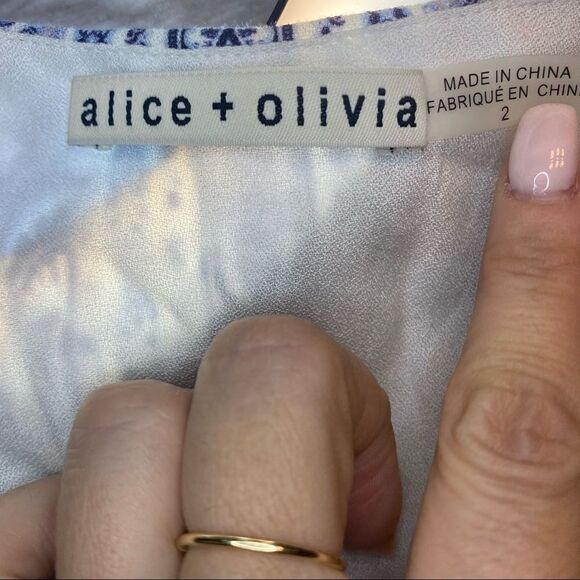 alice + olivia
MADE IN CHINA
FABRIQUÉ EN CHINE
2